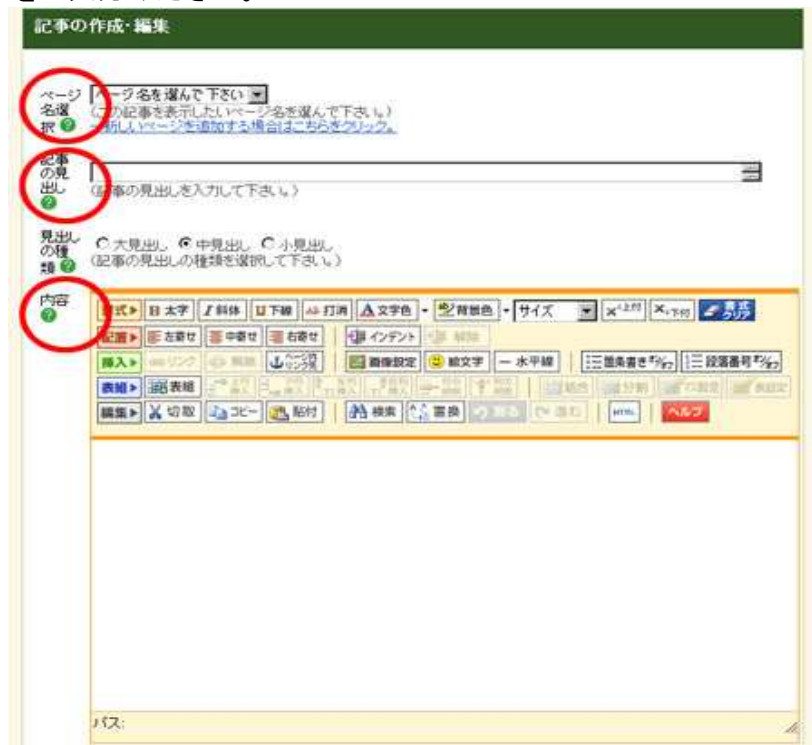 記事の作成・編集
ページ名選択
ページ名を選んで下さい
(この記事を表示したいページ名を選んで下さい。)
新しいページを追加する場合はこちらをクリック。
記事の見出し
(記事の見出しを入力して下さい。)
見出しの種類
大見出し 中見出し 小見出し
(記事の見出しの種類を選択して下さい。)
内容
書式 B 太字 I 斜体 U 下線 打消 A 文字色 背景色 サイズ X 上付 X 下付 書式クリア
配置 左寄せ 中寄せ 右寄せ インデント 解除
挿入 リンク 解除 画像設定 絵文字 水平線 箇条書き 段落番号
表組 表組 結合 分割
編集 切取 コピー 貼付 検索 置換 戻る 進む HTML ヘルプ
パス: